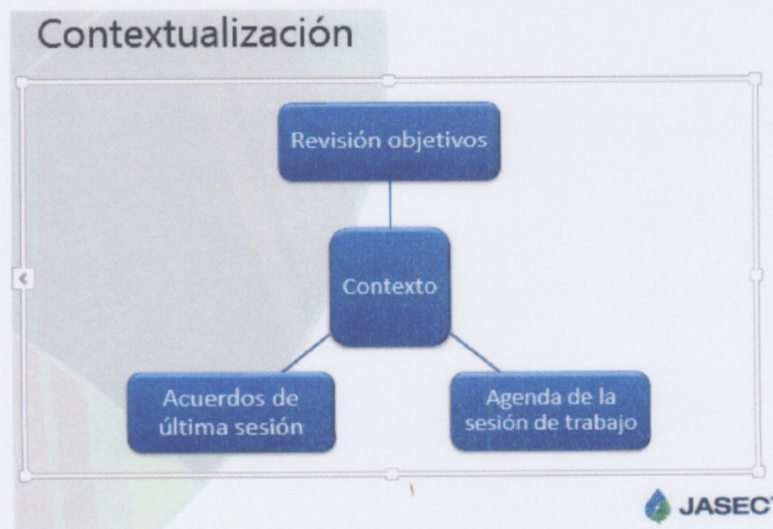 Contextualización
Revisión objetivos
Contexto
Acuerdos de
última sesión
Agenda de la
sesión de trabajo
JASEC